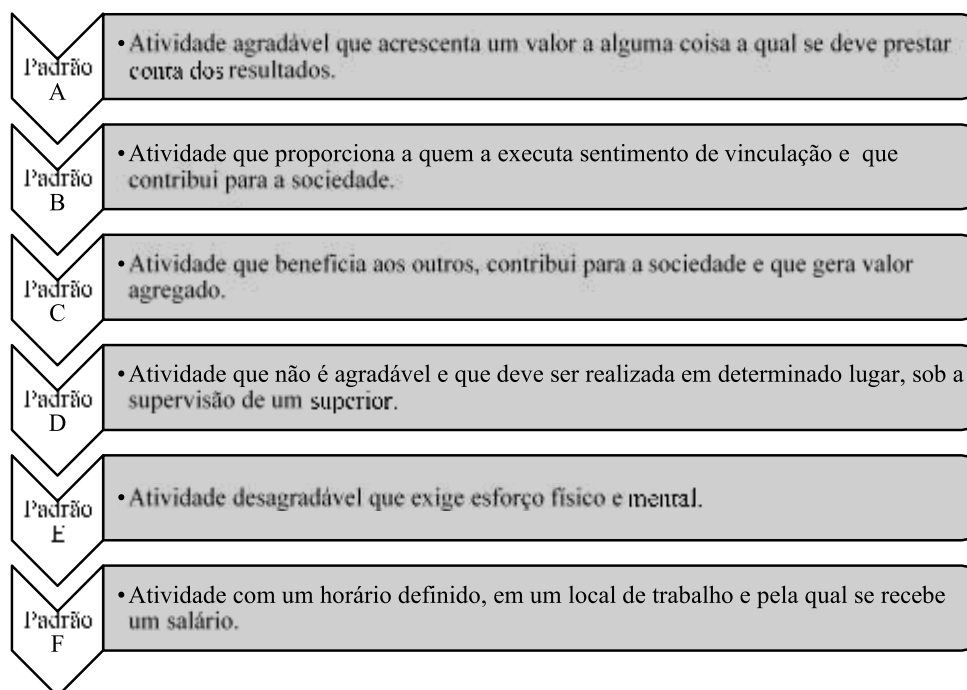 Padrão
A
• Atividade agradável que acrescenta um valor a alguma coisa a qual se deve prestar
conta dos resultados.
Padrão
B
• Atividade que proporciona a quem a executa sentimento de vinculação e que
contribui para a sociedade.
Padrão
C
• Atividade que beneficia aos outros, contribui para a sociedade e que gera valor
agregado.
Padrão
D
• Atividade que não é agradável e que deve ser realizada em determinado lugar, sob a
supervisão de um superior.
Padrão
E
• Atividade desagradável que exige esforço físico e mental.
Padrão
F
• Atividade com um horário definido, em um local de trabalho e pela qual se recebe
um salário.